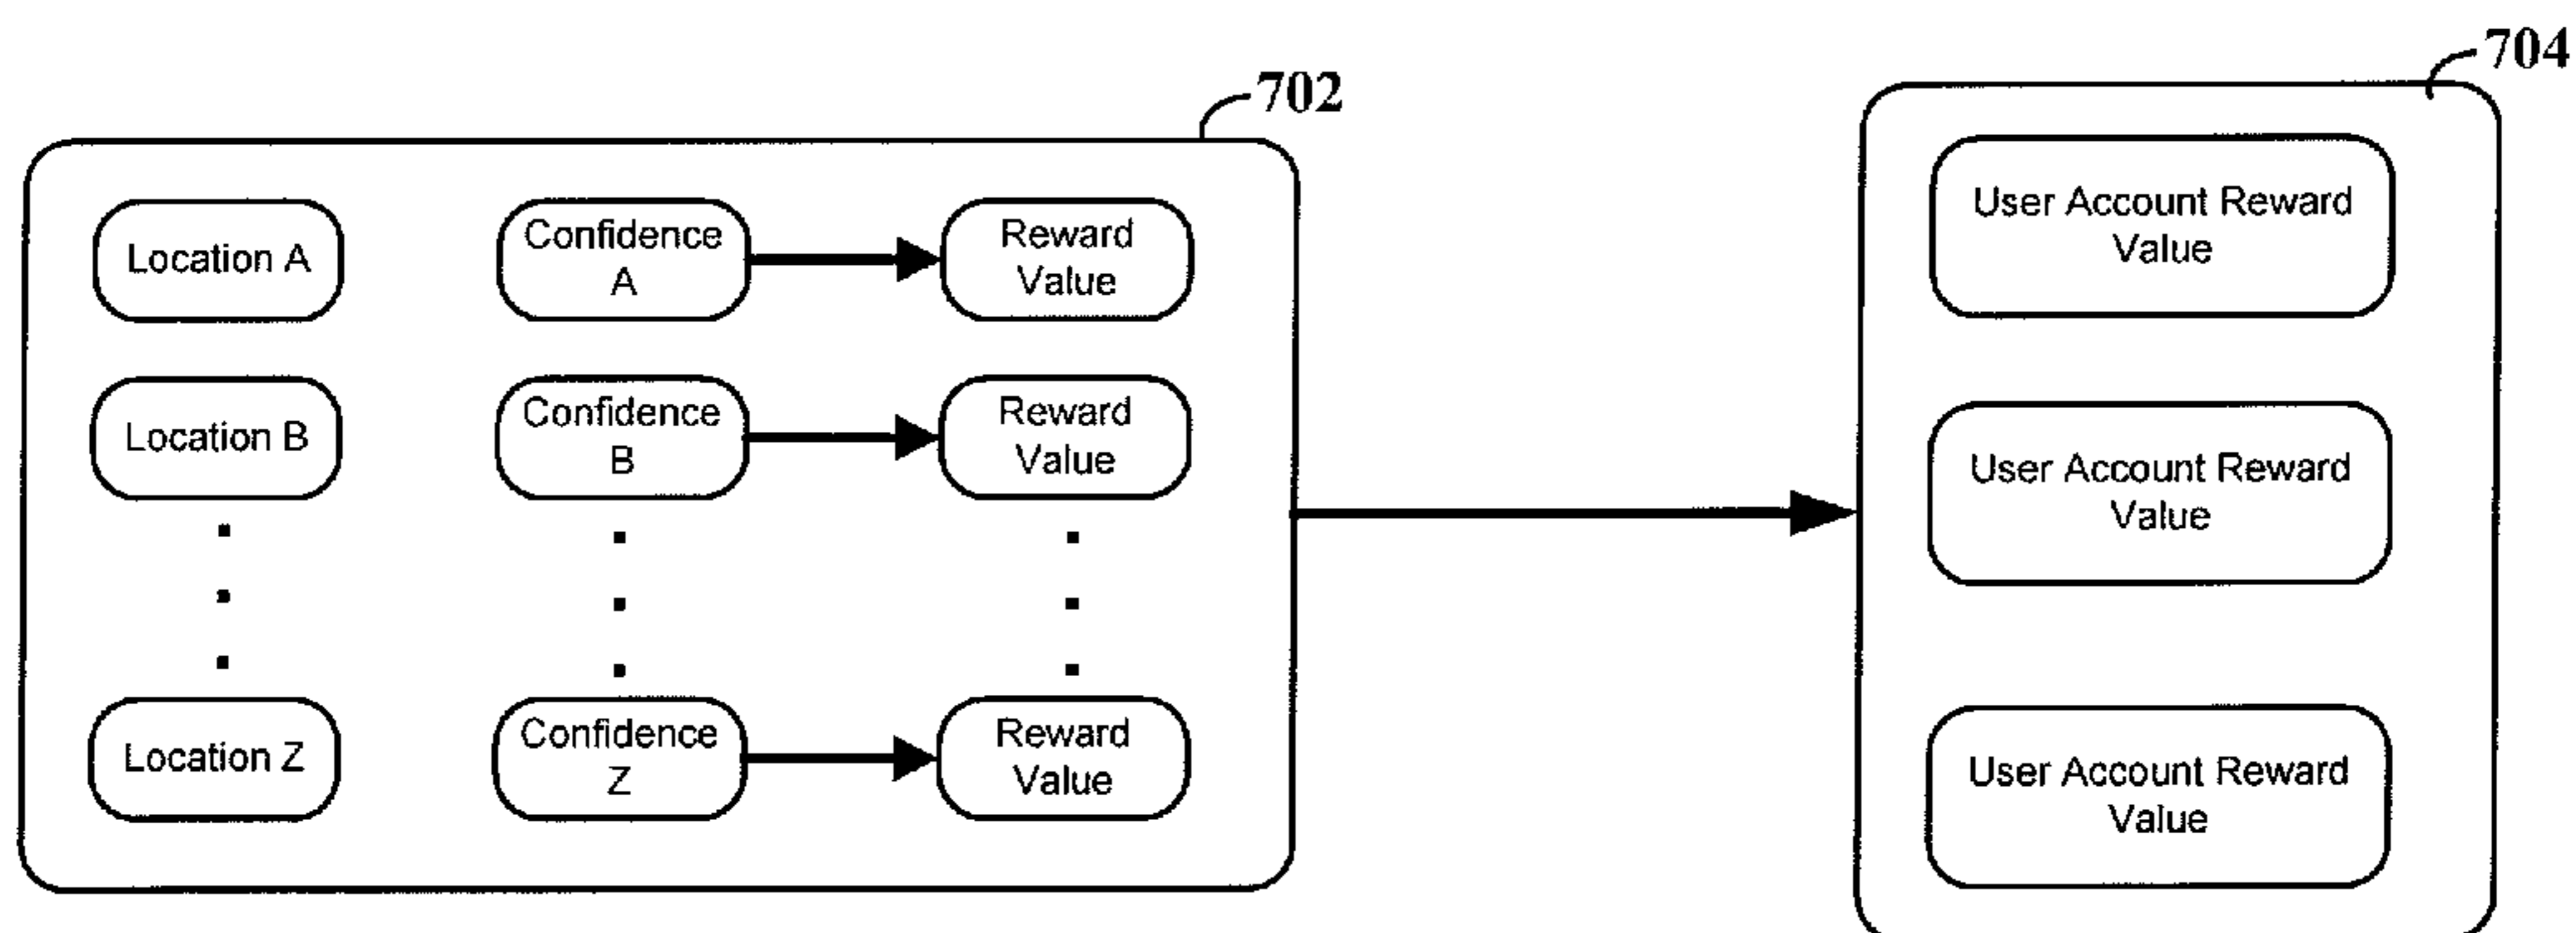 704
702
Location A
Confidence
A
Reward
Value
User Account Reward
Value
Location B
Confidence
B
Reward
Value
User Account Reward
Value
Location Z
Confidence
Z
Reward
Value
User Account Reward
Value